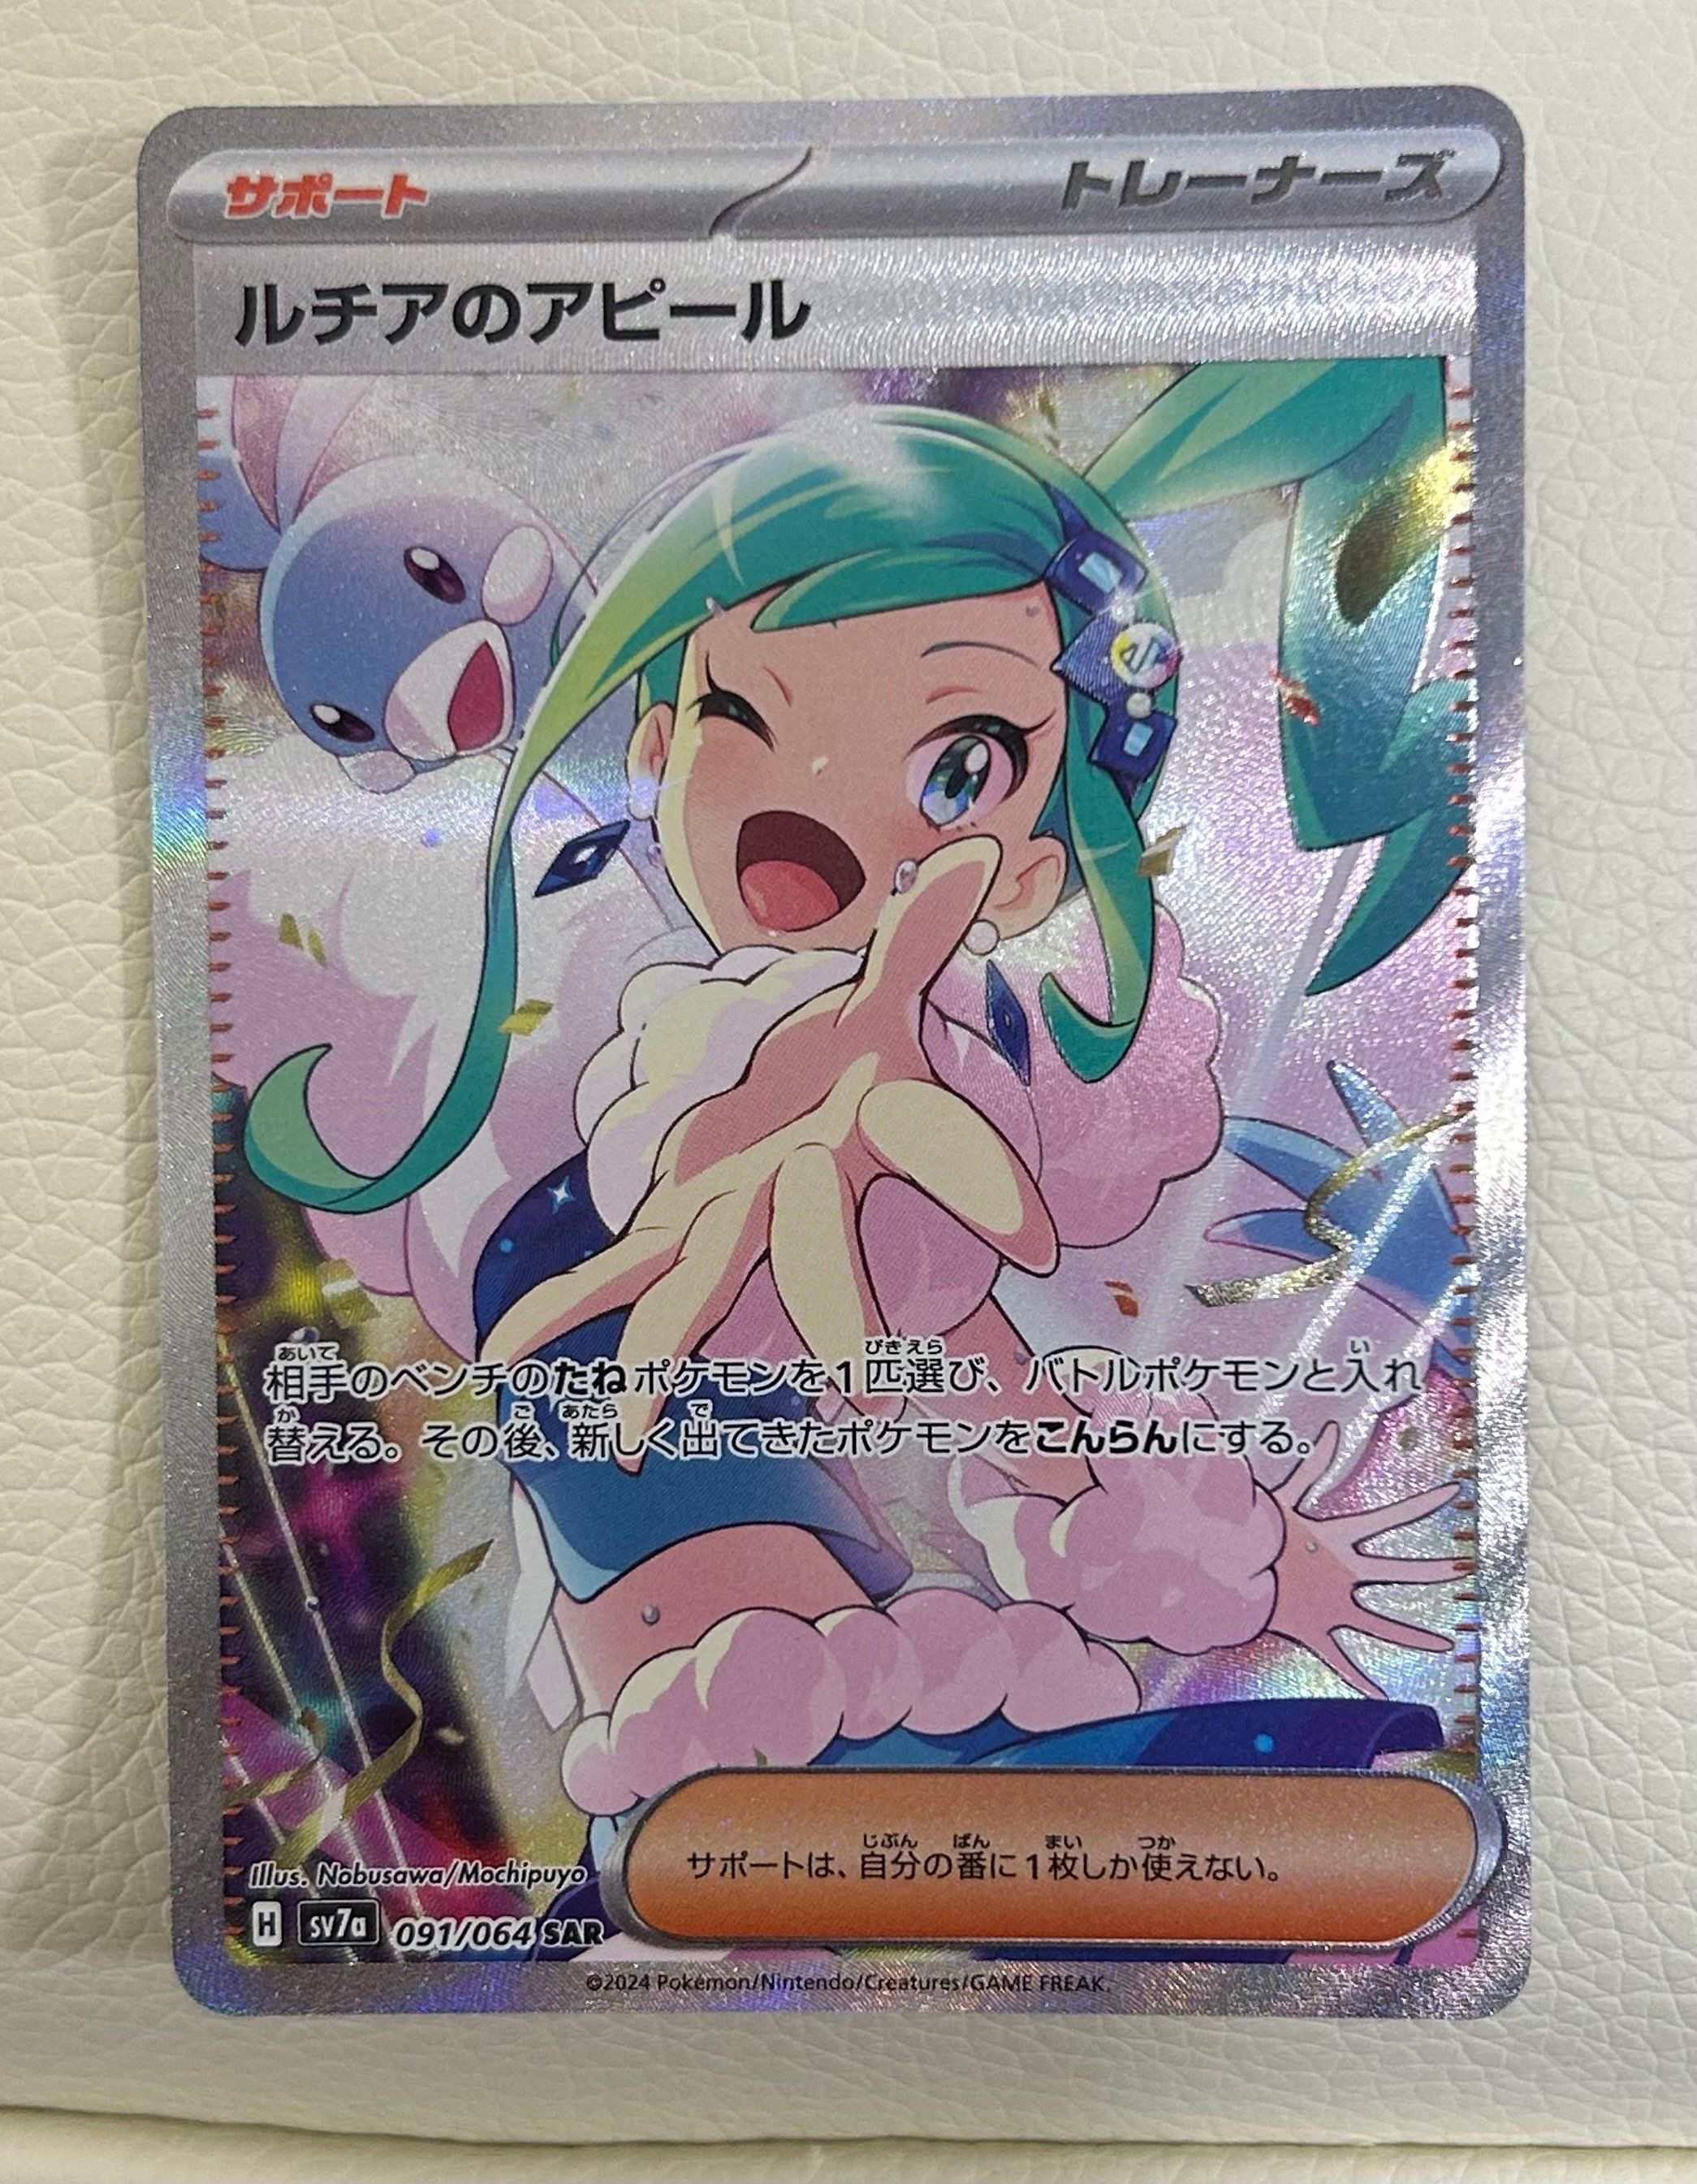 サポート
トレーナーズ
ルチアのアピール
相手のベンチのたねポケモンを1匹選び、バトルポケモンと入れ
替える。その後、新しく出てきたポケモンをこんらんにする。
サポートは、自分の番に1枚しか使えない。
Illus. Nobusawa/Mochipuyo
H sv7a 091/064 SAR
©2024 Pokémon/Nintendo/Creatures/GAME FREAK.